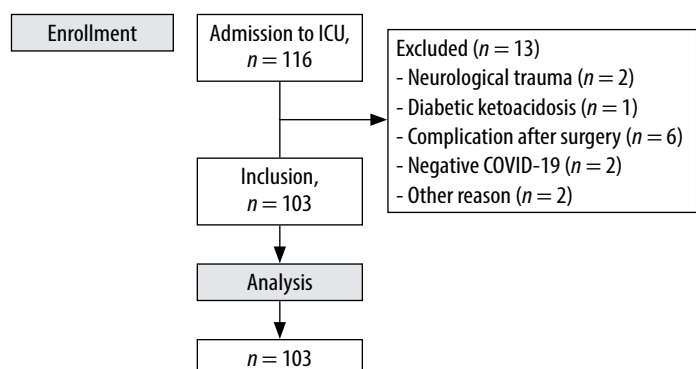 Enrollment
Admission to ICU,
n = 116
Excluded (n = 13)
- Neurological trauma (n = 2)
- Diabetic ketoacidosis (n = 1)
- Complication after surgery (n = 6)
- Negative COVID-19 (n = 2)
- Other reason (n = 2)
Inclusion,
n = 103
Analysis
n = 103